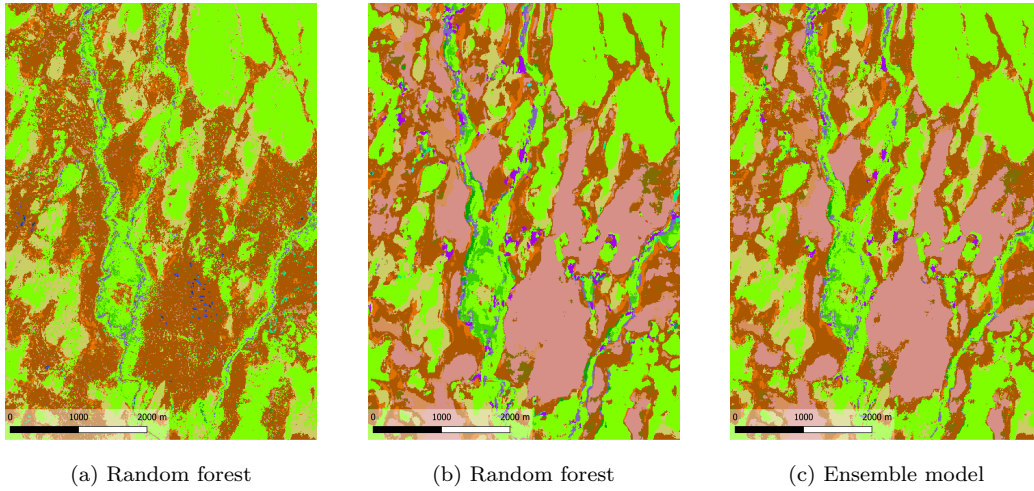 0 1000 2000 m
0 1000 2000 m
0 1000 2000 m
(a) Random forest
(b) Random forest
(c) Ensemble model